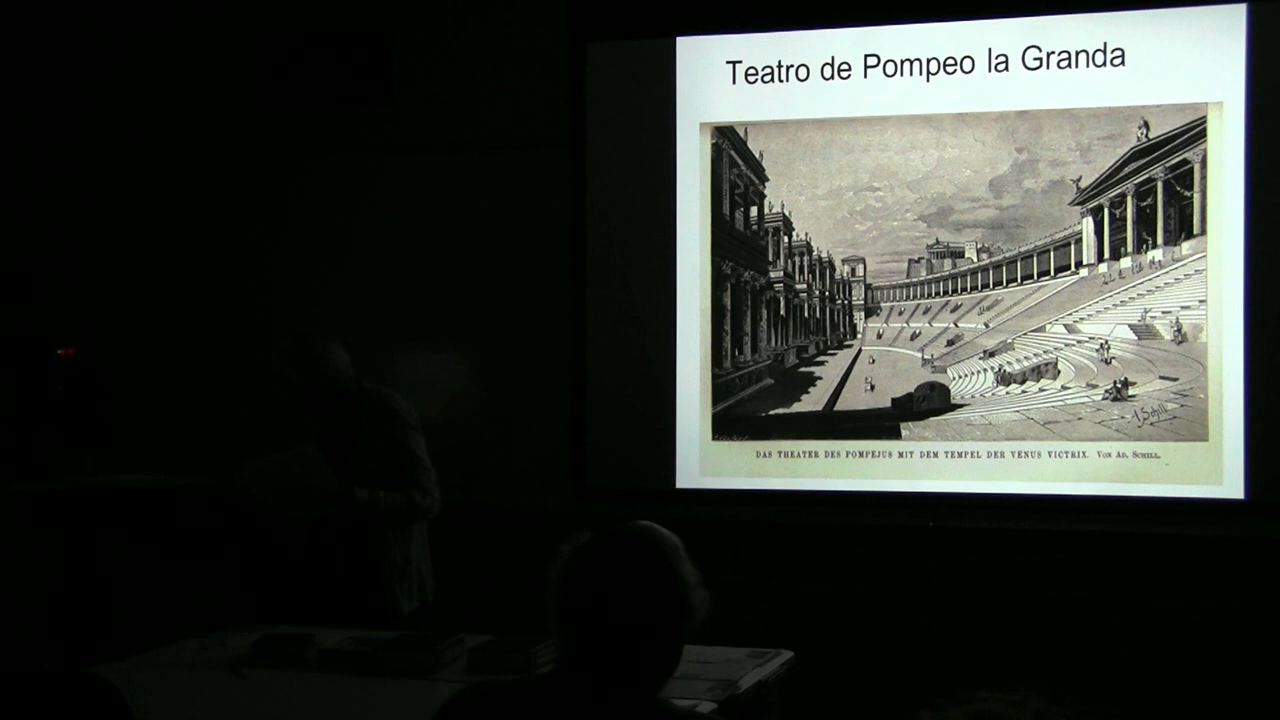 Teatro de Pompeo la Granda
DAS THEATER DES POMPEJUS MIT DEM TEMPEL DER VENUS VICTRIX. VON AD. SCHILL.